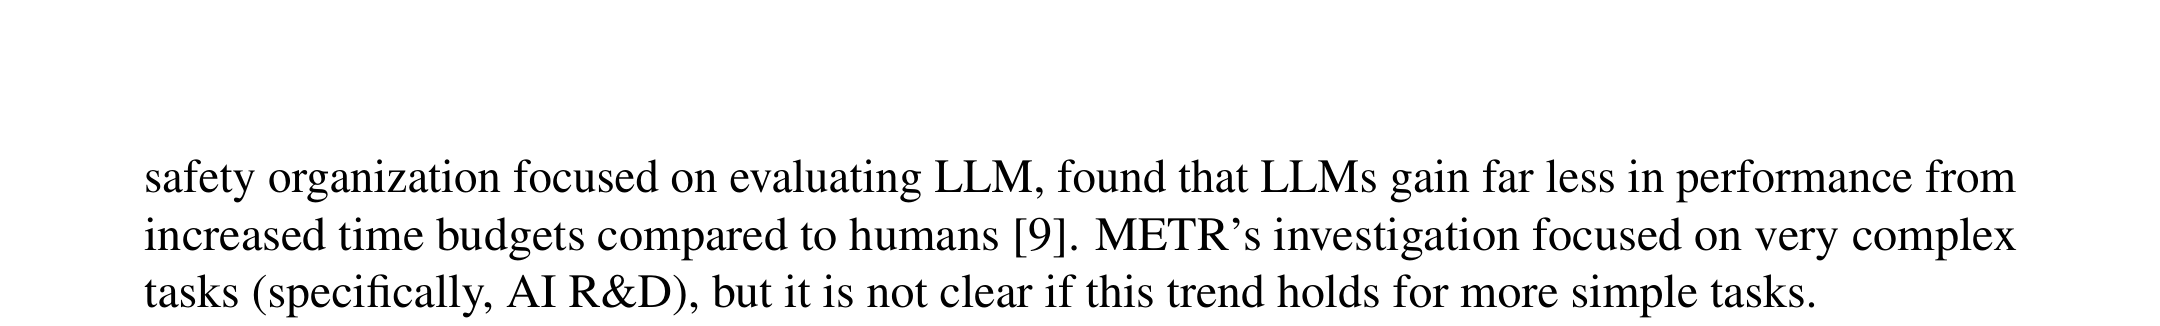 safety organization focused on evaluating LLM, found that LLMs gain far less in performance from
increased time budgets compared to humans [9]. METR’s investigation focused on very complex
tasks (specifically, AI R&D), but it is not clear if this trend holds for more simple tasks.